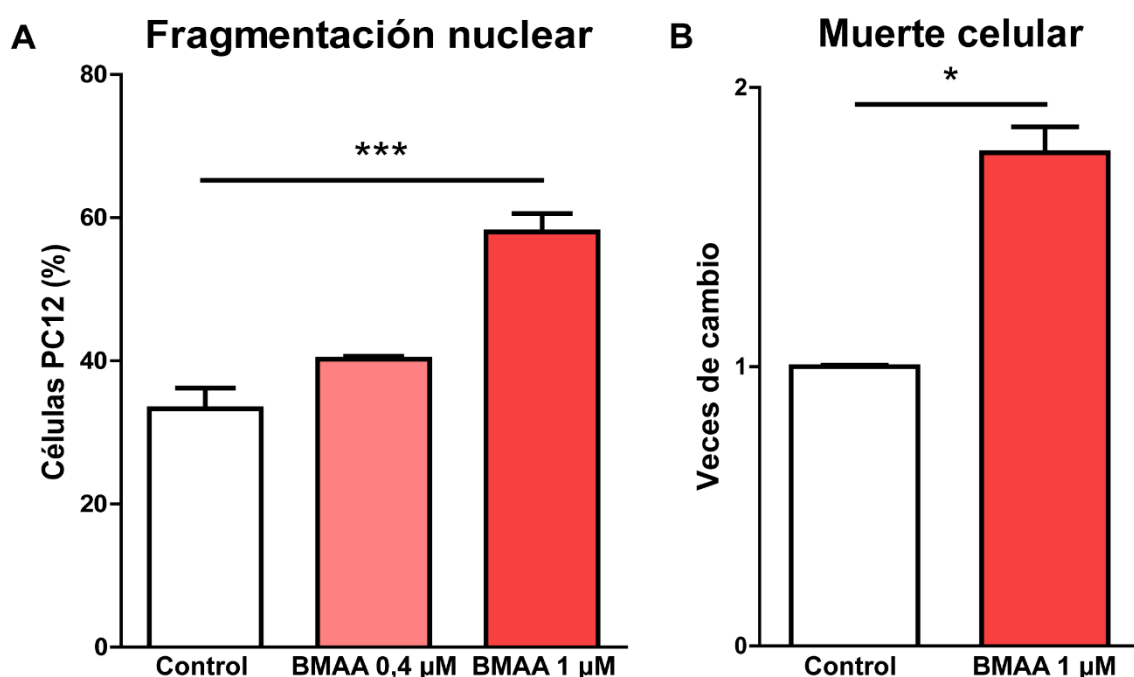 A
Fragmentación nuclear
***
Células PC12 (%)
80
60
40
20
0
Control
BMAA 0,4 µM
BMAA 1 µM
B
Muerte celular
*
Veces de cambio
2
1
0
Control
BMAA 1 µM